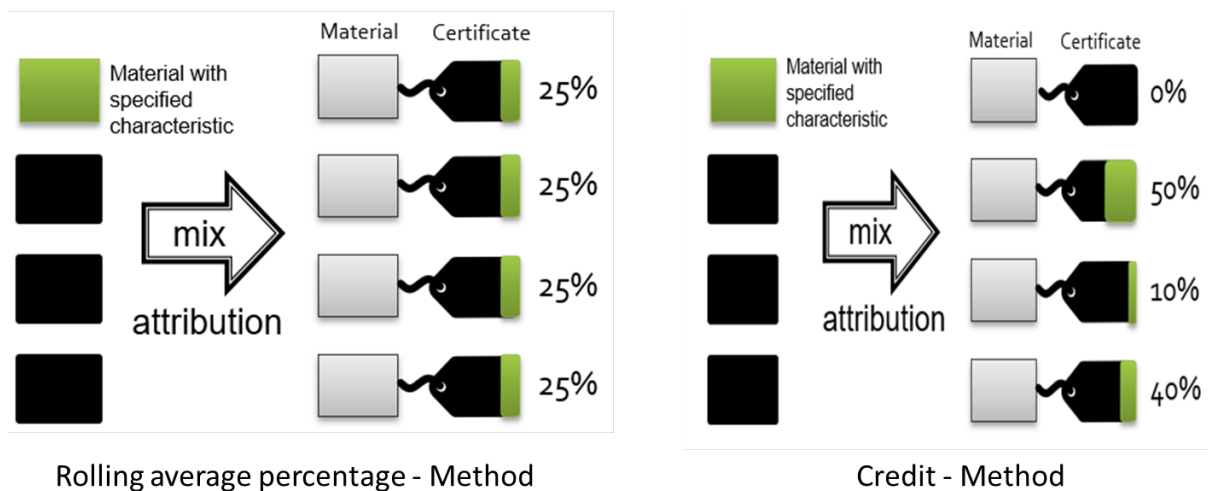 Material Certificate
Material with
specified
characteristic
25%
25%
mix
25%
attribution
25%
Rolling average percentage - Method
Material Certificate
Material with
specified
characteristic
0%
50%
mix
10%
attribution
40%
Credit - Method